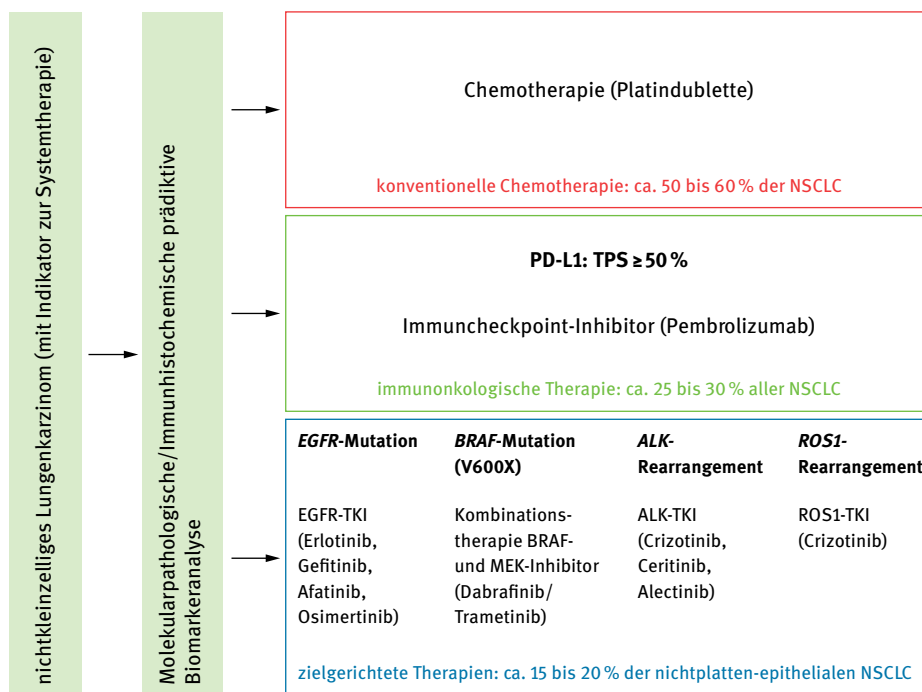 nichtkleinzelliges Lungenkarzinom (mit Indikator zur Systemtherapie)
Molekularpathologische/Immunhistochemische prädiktive
Biomarkeranalyse
Chemotherapie (Platindublette)
konventionelle Chemotherapie: ca. 50 bis 60 % der NSCLC
PD-L1: TPS ≥ 50 %
Immuncheckpoint-Inhibitor (Pembrolizumab)
immunonkologische Therapie: ca. 25 bis 30 % aller NSCLC
EGFR-Mutation
EGFR-TKI
(Erlotinib,
Gefitinib,
Afatinib,
Osimertinib)
BRAF-Mutation
(V600X)
Kombinations-
therapie BRAF-
und MEK-Inhibitor
(Dabrafinib/
Trametinib)
ALK-
Rearrangement
ALK-TKI
(Crizotinib,
Ceritinib,
Alectinib)
ROS1-
Rearrangement
ROS1-TKI
(Crizotinib)
zielgerichtete Therapien: ca. 15 bis 20 % der nichtplatten-epithelialen NSCLC